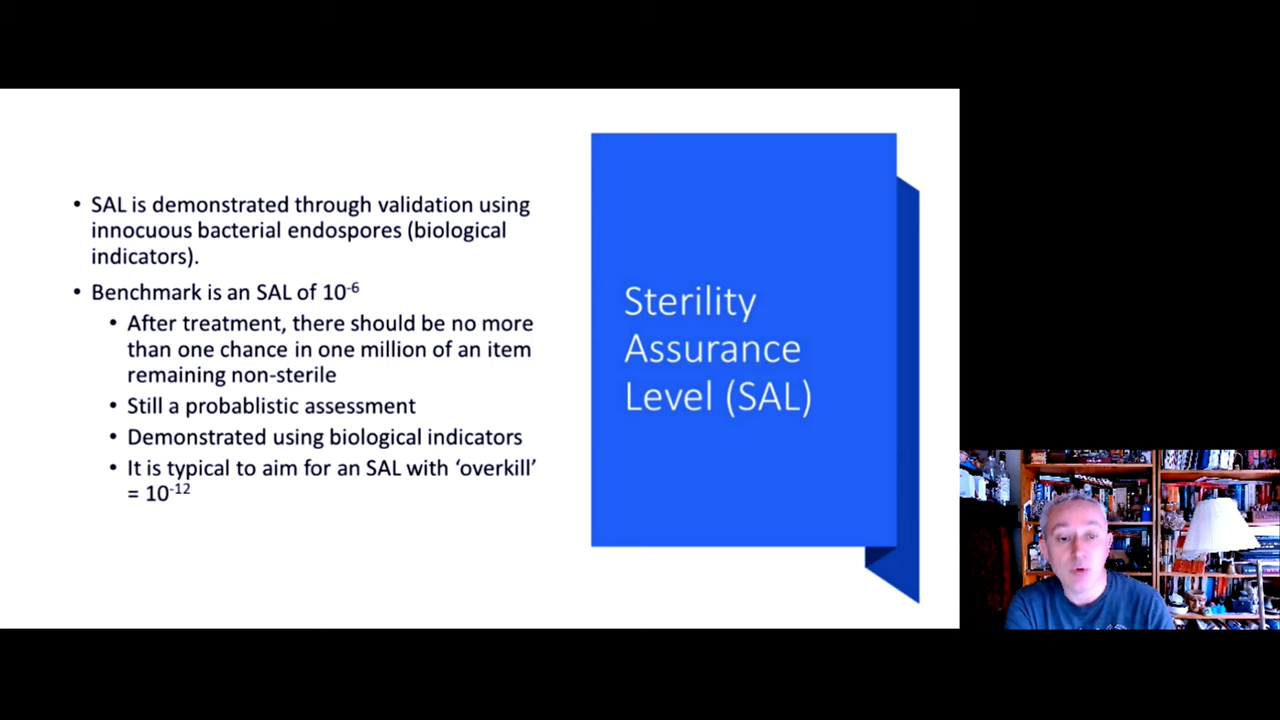 • SAL is demonstrated through validation using
innocuous bacterial endospores (biological
indicators).
• Benchmark is an SAL of 10⁻⁶
• After treatment, there should be no more
than one chance in one million of an item
remaining non-sterile
• Still a probablistic assessment
• Demonstrated using biological indicators
• It is typical to aim for an SAL with ‘overkill’
= 10⁻¹²
Sterility
Assurance
Level (SAL)